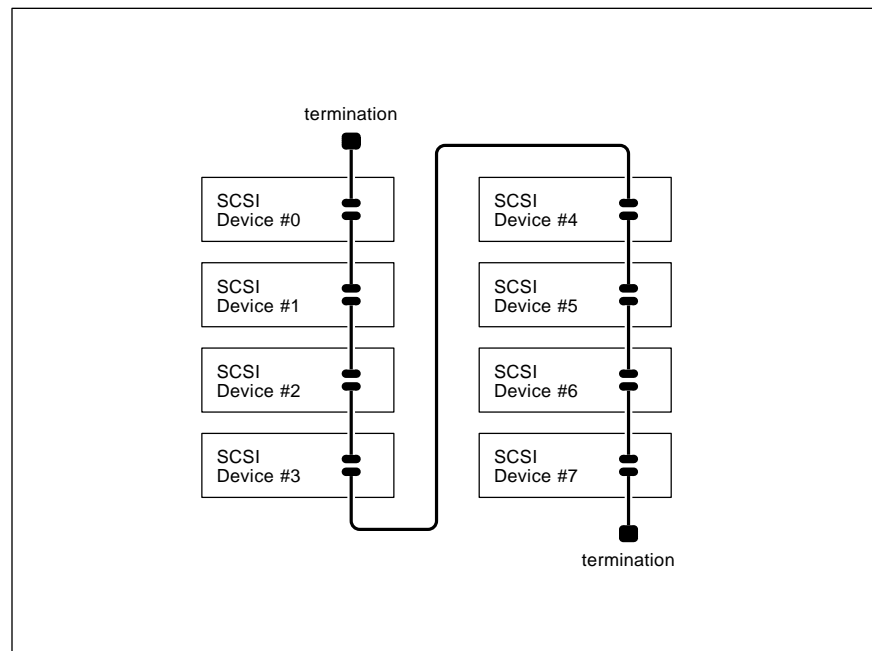 termination
SCSI
Device #0
SCSI
Device #1
SCSI
Device #2
SCSI
Device #3
SCSI
Device #4
SCSI
Device #5
SCSI
Device #6
SCSI
Device #7
termination